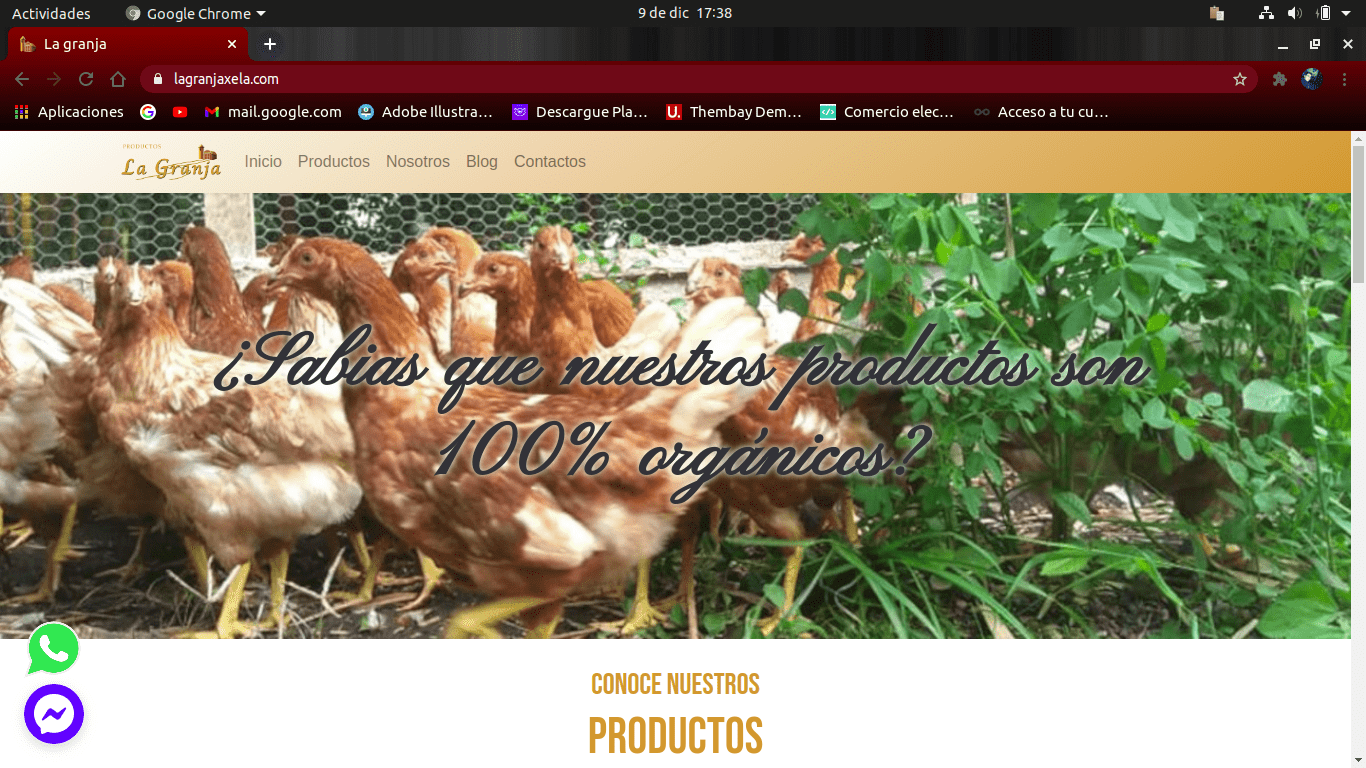 Actividades
Google Chrome
9 de dic 17:38
La granja
lagranjaxela.com
Aplicaciones
mail.google.com
Adobe Illustra...
Descargue Pla...
U.
Thembay Dem...
Comercio elec...
Acceso a tu cu...
PRODUCTOS
La Granja
Inicio
Productos
Nosotros
Blog
Contactos
¿Sabias que nuestros productos son
100% orgánicos?
CONOCE NUESTROS
PRODUCTOS